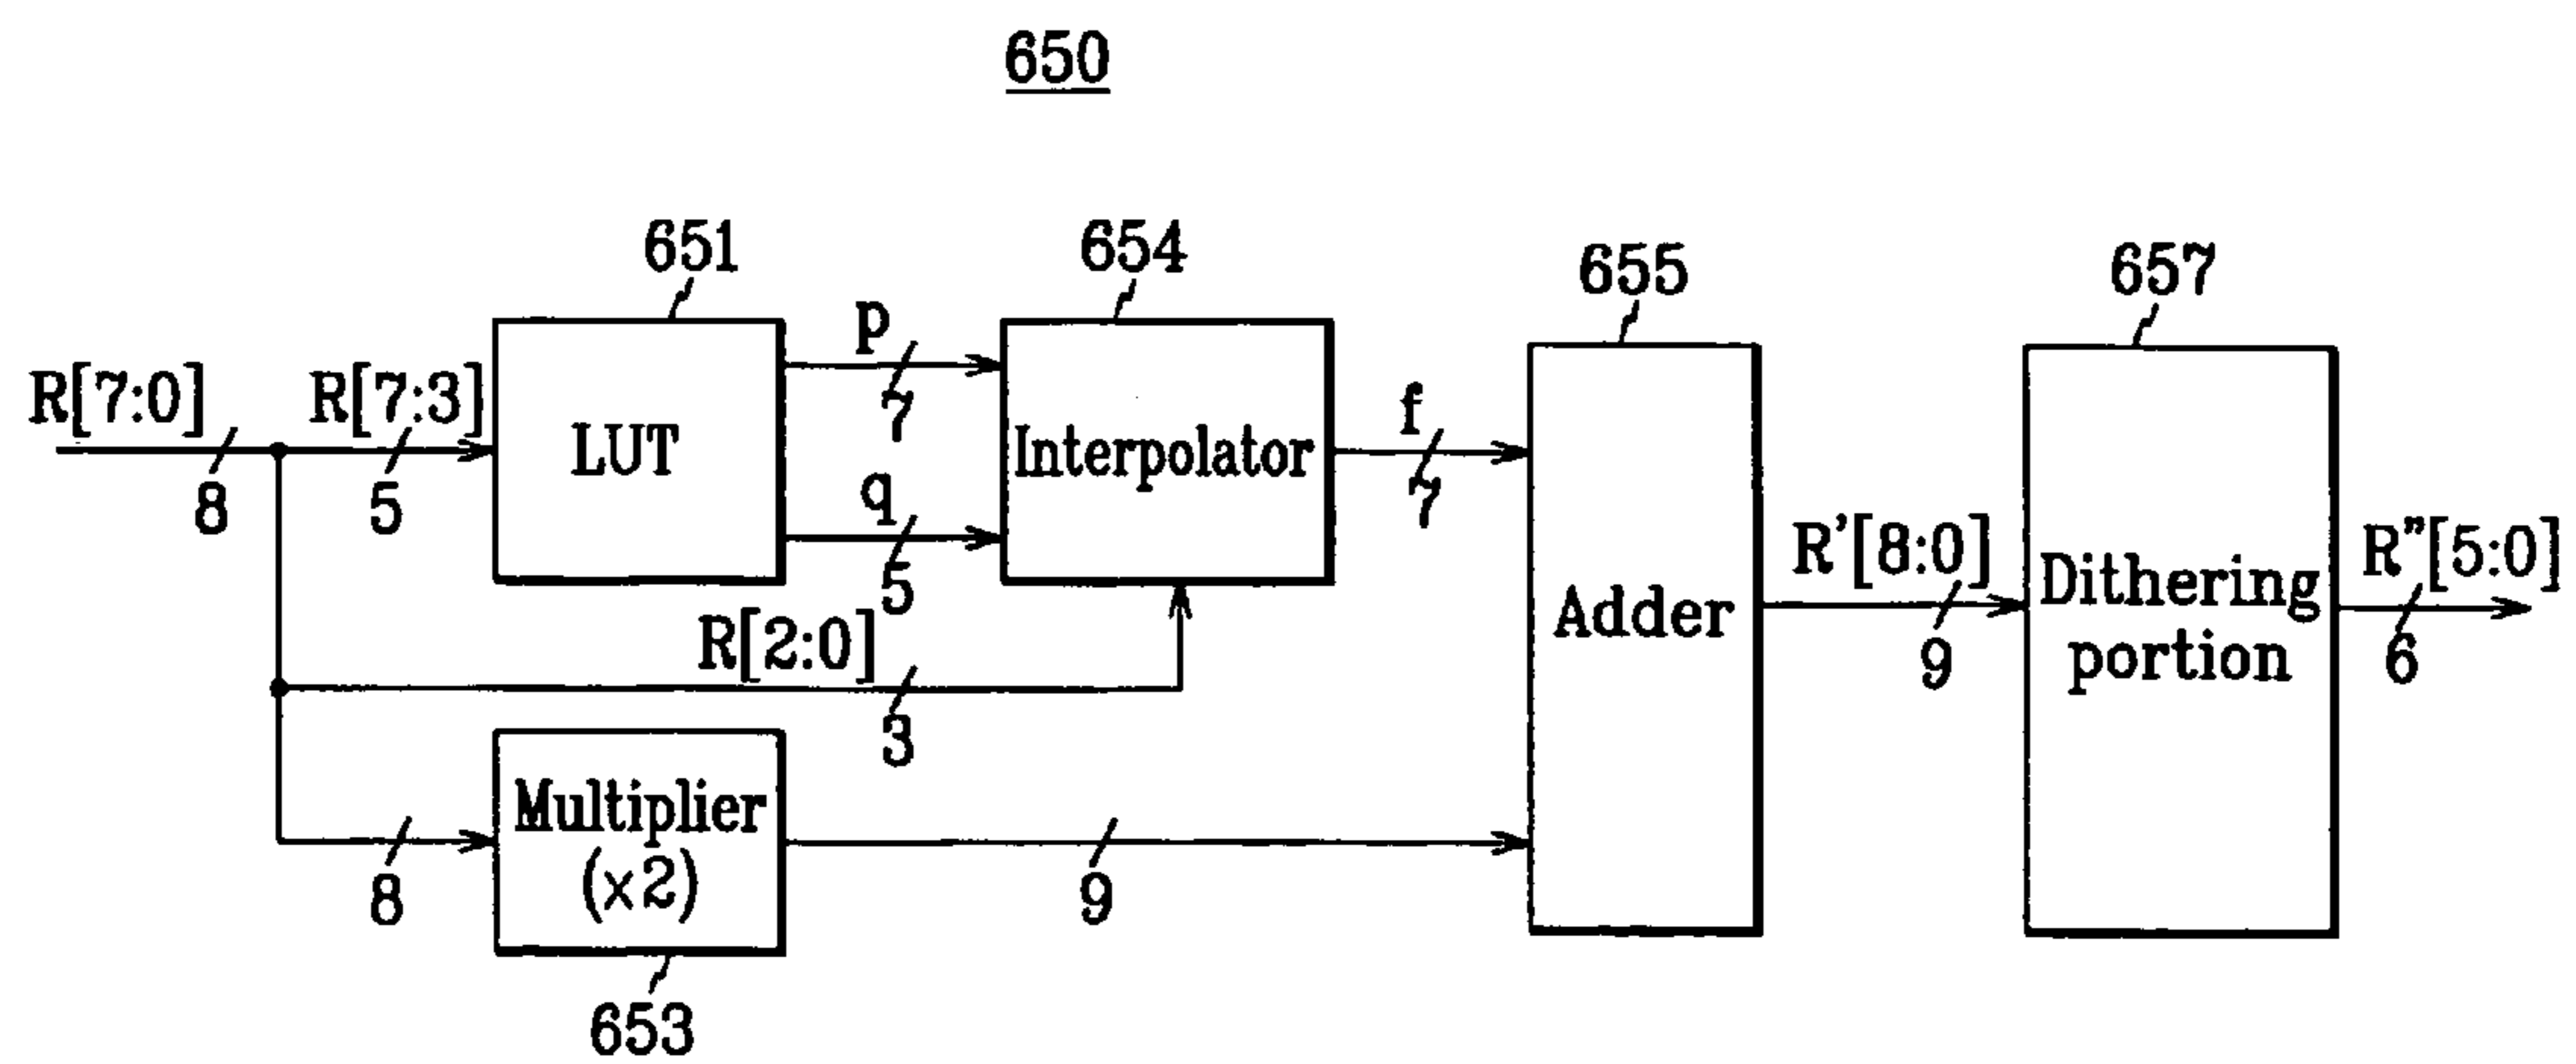 650
651
654
655
657
R[7:0]
8
R[7:3]
5
LUT
p
7
q
5
Interpolator
f
7
R[2:0]
3
Adder
R'[8:0]
9
Dithering
portion
R"[5:0]
6
8
Multiplier
(×2)
9
653